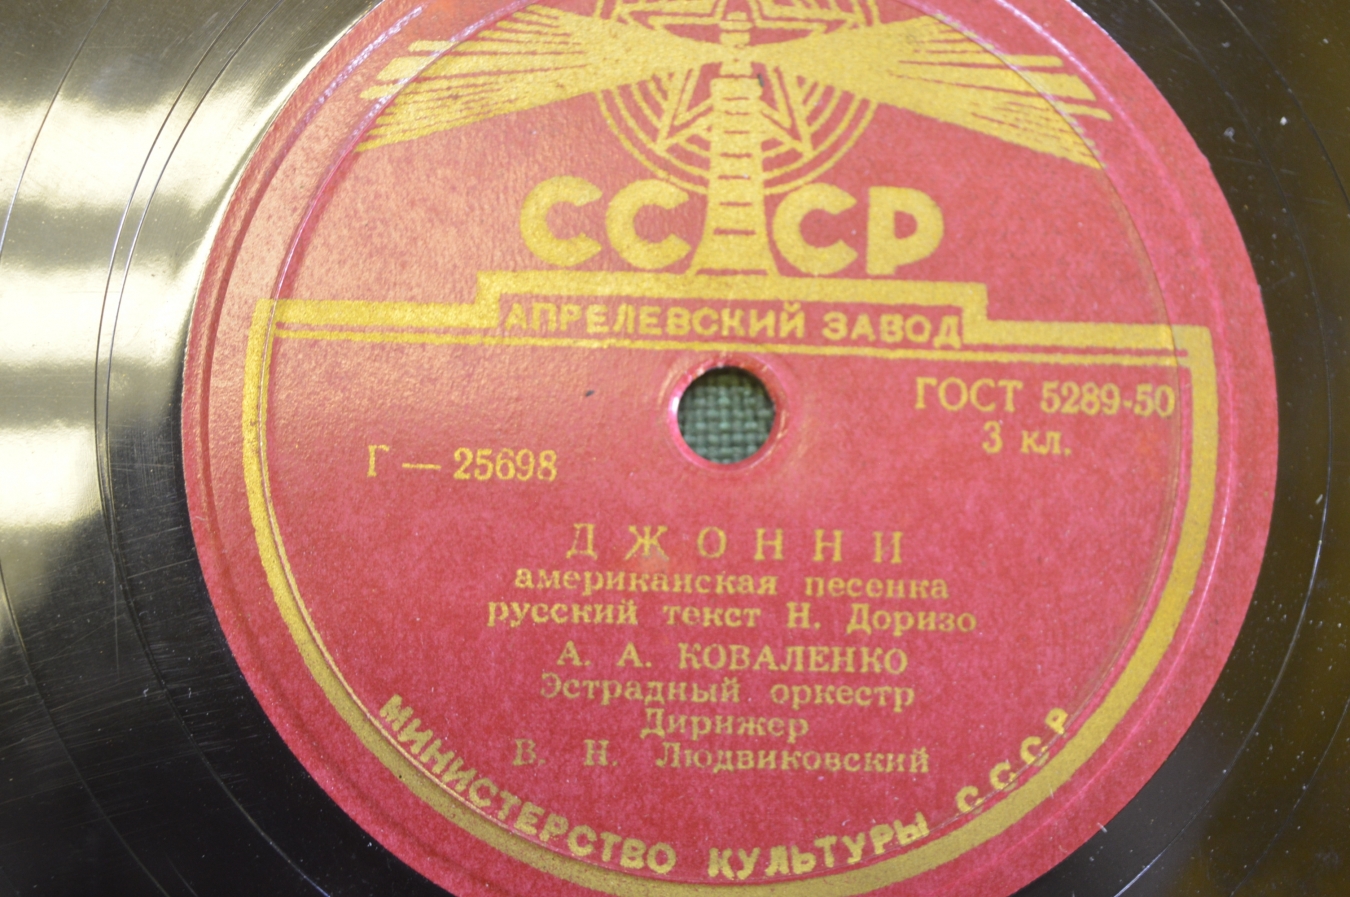 СССР
АПРЕЛЕВСКИЙ ЗАВОД
ГОСТ 5289-50
3 кл.
Г — 25698
ДЖОННИ
американская песенка
русский текст Н. Доризо
А. А. КОВАЛЕНКО
Эстрадный оркестр
Дирижер
В. Н. Людвиковский
МИНИСТЕРСТВО КУЛЬТУРЫ СССР